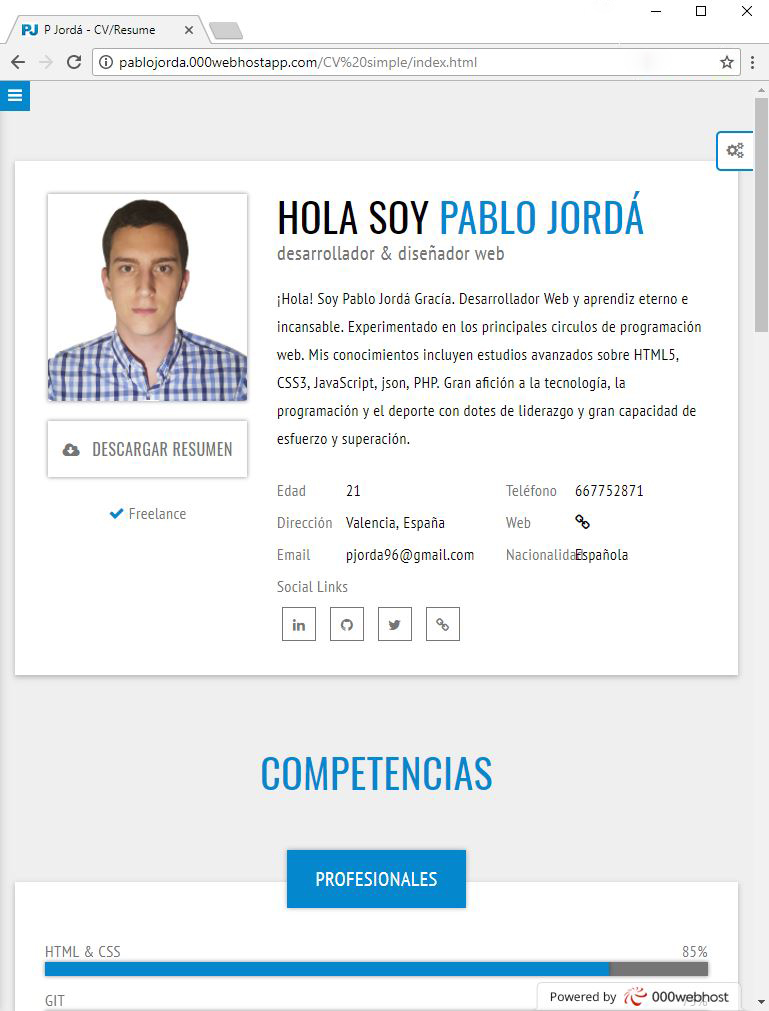 PJ P Jordá - CV/Resume
pablojorda.000webhostapp.com/CV%20simple/index.html
HOLA SOY PABLO JORDÁ
desarrollador & diseñador web
¡Hola! Soy Pablo Jordá Gracía. Desarrollador Web y aprendiz eterno e
incansable. Experimentado en los principales circulos de programación
web. Mis conocimientos incluyen estudios avanzados sobre HTML5,
CSS3, JavaScript, json, PHP. Gran afición a la tecnología, la
programación y el deporte con dotes de liderazgo y gran capacidad de
esfuerzo y superación.
DESCARGAR RESUMEN
Freelance
Edad 21 Teléfono 667752871
Dirección Valencia, España Web
Email pjorda96@gmail.com Nacionalidad Española
Social Links
in
COMPETENCIAS
PROFESIONALES
HTML & CSS 85%
GIT
Powered by 000webhost